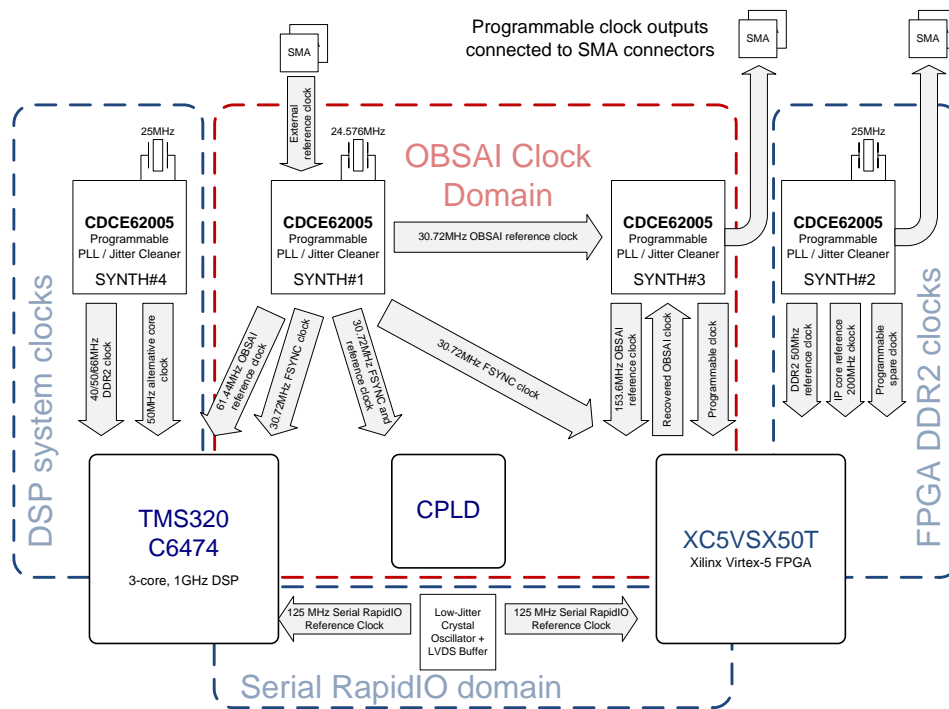 Programmable clock outputs
connected to SMA connectors
SMA
SMA
SMA
External
reference clock
25MHz
24.576MHz
25MHz
OBSAI Clock
Domain
CDCE62005
Programmable
PLL / Jitter Cleaner
SYNTH#4
CDCE62005
Programmable
PLL / Jitter Cleaner
SYNTH#1
30.72MHz OBSAI reference clock
CDCE62005
Programmable
PLL / Jitter Cleaner
SYNTH#3
CDCE62005
Programmable
PLL / Jitter Cleaner
SYNTH#2
DSP system clocks
40/50/66MHz
DDR2 clock
50MHz alternative core
clock
61.44MHz OBSAI
reference clock
30.72MHz FSYNC clock
30.72MHz FSYNC and
reference clock
30.72MHz FSYNC clock
153.6MHz OBSAI
reference clock
Recovered OBSAI clock
Programmable clock
DDR2 50Mhz
reference clock
IP core reference
200MHz ckock
Programmable
spare clock
FPGA DDR2 clocks
TMS320
C6474
3-core, 1GHz DSP
CPLD
XC5VSX50T
Xilinx Virtex-5 FPGA
125 MHz Serial RapidIO
Reference Clock
Low-Jitter
Crystal
Oscillator +
LVDS Buffer
125 MHz Serial RapidIO
Reference Clock
Serial RapidIO domain